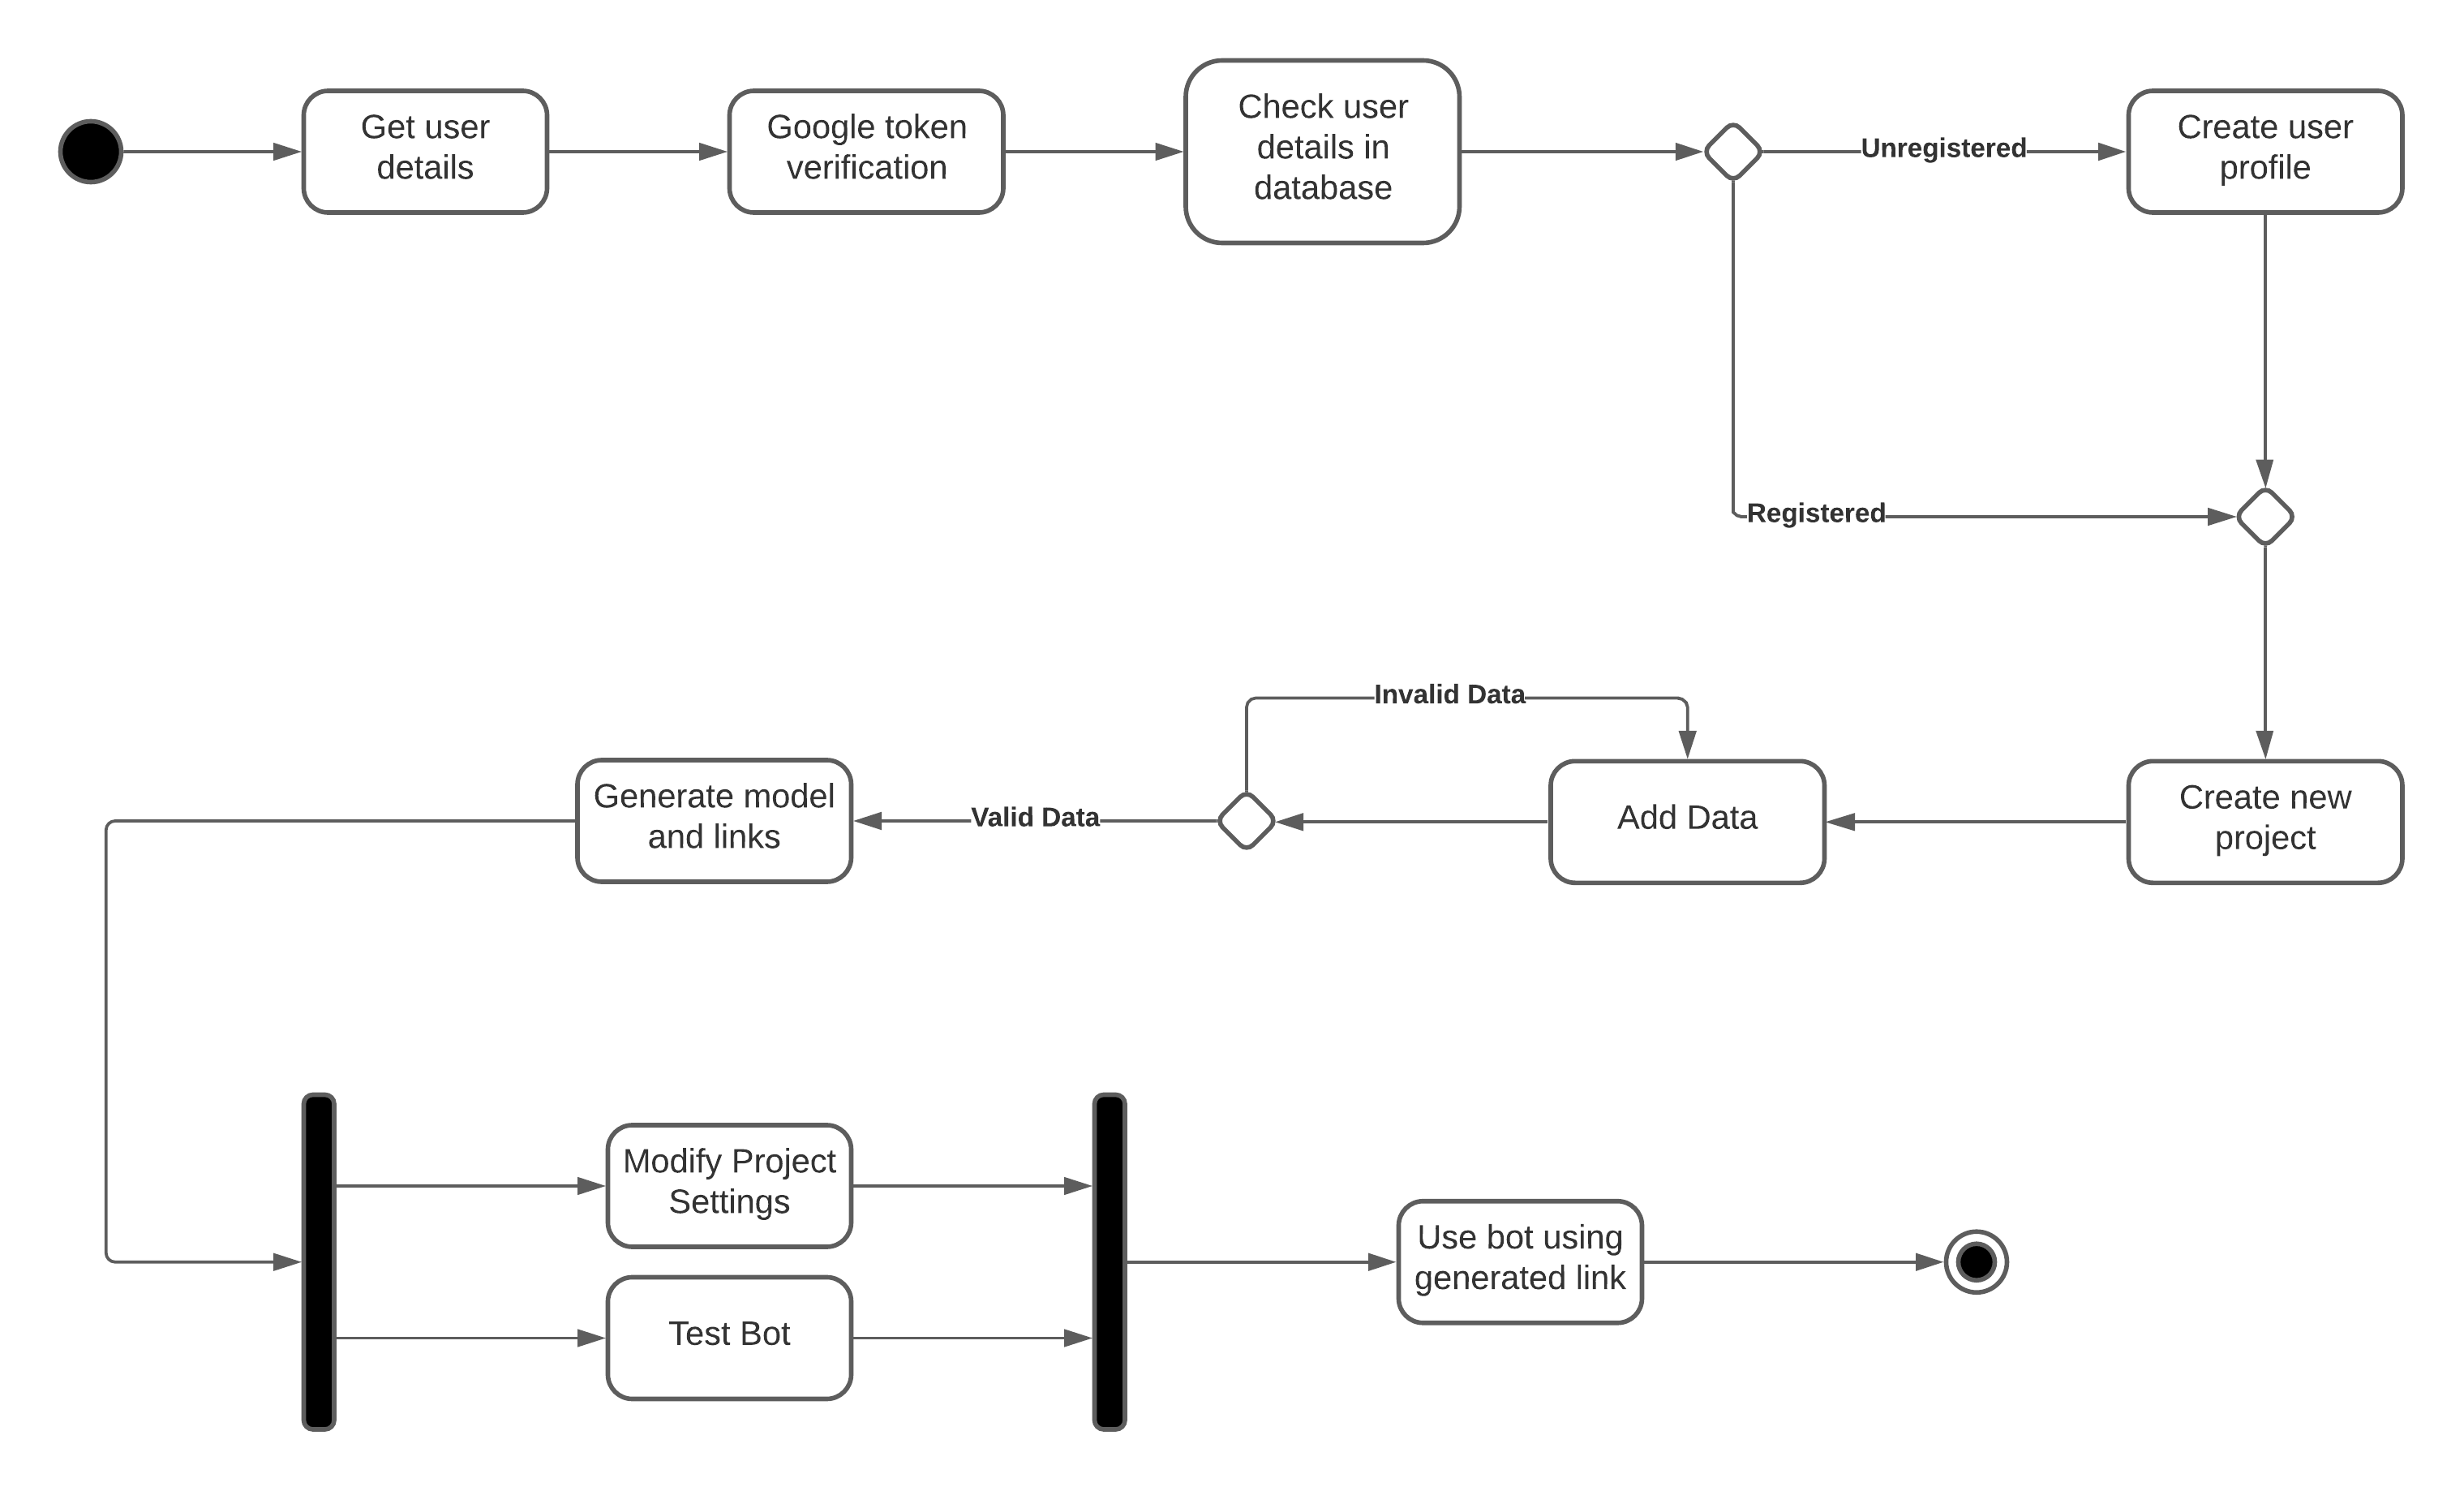 Get user
details
Google token
verification
Check user
details in
database
Unregistered
Create user
profile
Registered
Invalid Data
Generate model
and links
Valid Data
Add Data
Create new
project
Modify Project
Settings
Test Bot
Use bot using
generated link